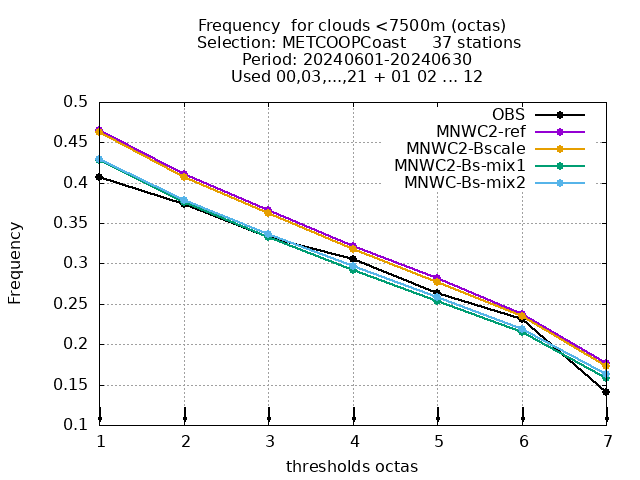 Frequency  for clouds <7500m (octas)
Selection: METCOOPCoast     37 stations
Period: 20240601-20240630
Used 00,03,...,21 + 01 02 ... 12
0.5
0.45
0.4
0.35
0.3
0.25
0.2
0.15
0.1
Frequency
OBS
MNWC2-ref
MNWC2-Bscale
MNWC2-Bs-mix1
MNWC-Bs-mix2
1 2 3 4 5 6 7
thresholds octas